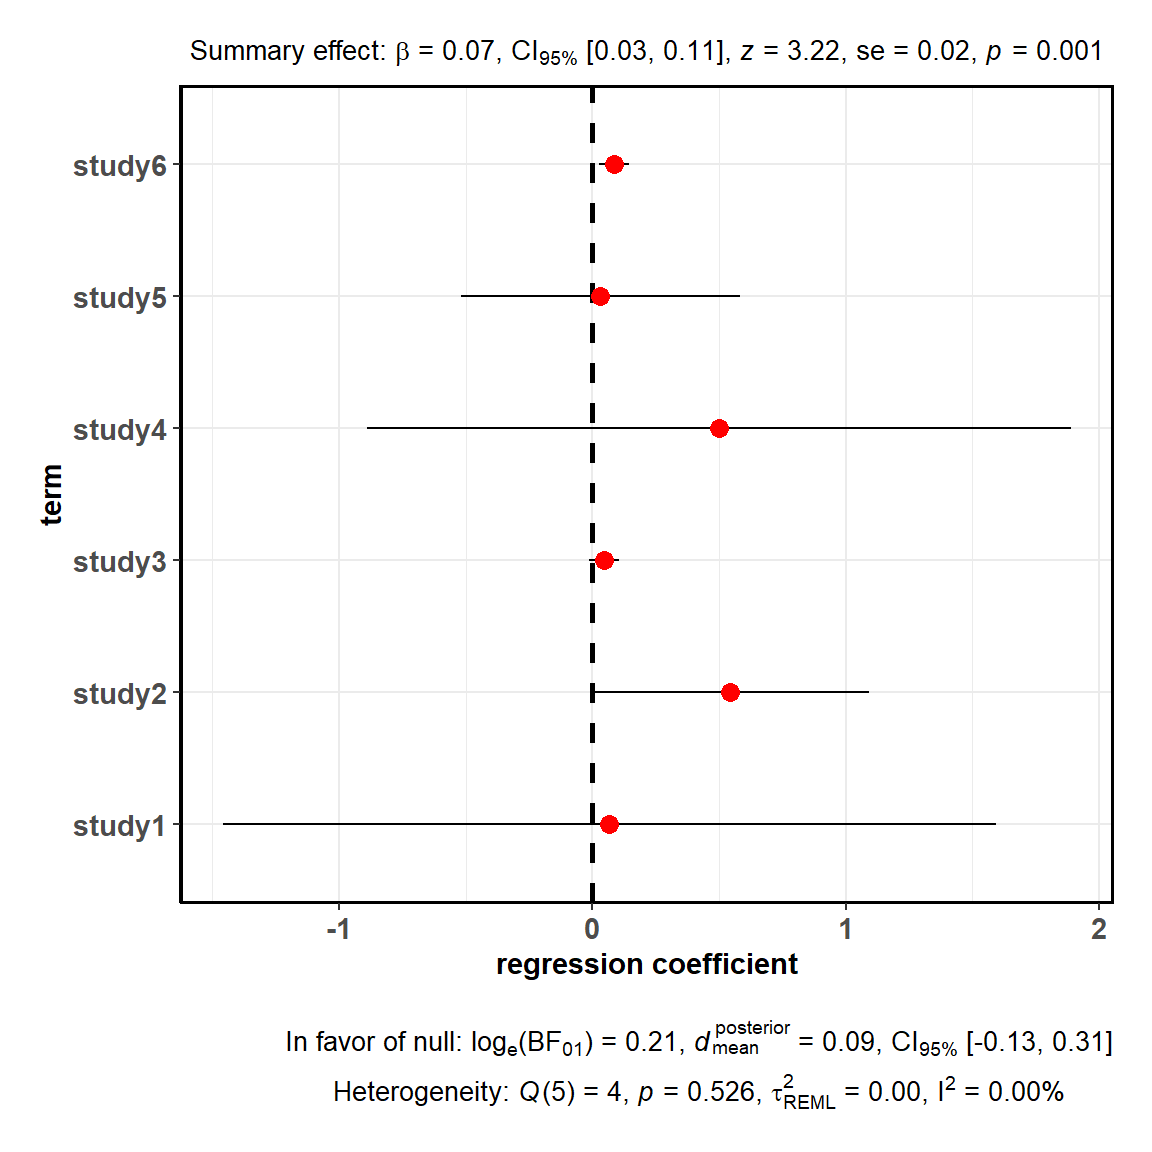 Summary effect: β = 0.07, CI95% [0.03, 0.11], z = 3.22, se = 0.02, p = 0.001
study6
study5
study4
study3
study2
study1
term
-1 0 1 2
regression coefficient
In favor of null: loge(BF01) = 0.21, d posterior mean = 0.09, CI95% [-0.13, 0.31]
Heterogeneity: Q(5) = 4, p = 0.526, τ²REML = 0.00, I² = 0.00%